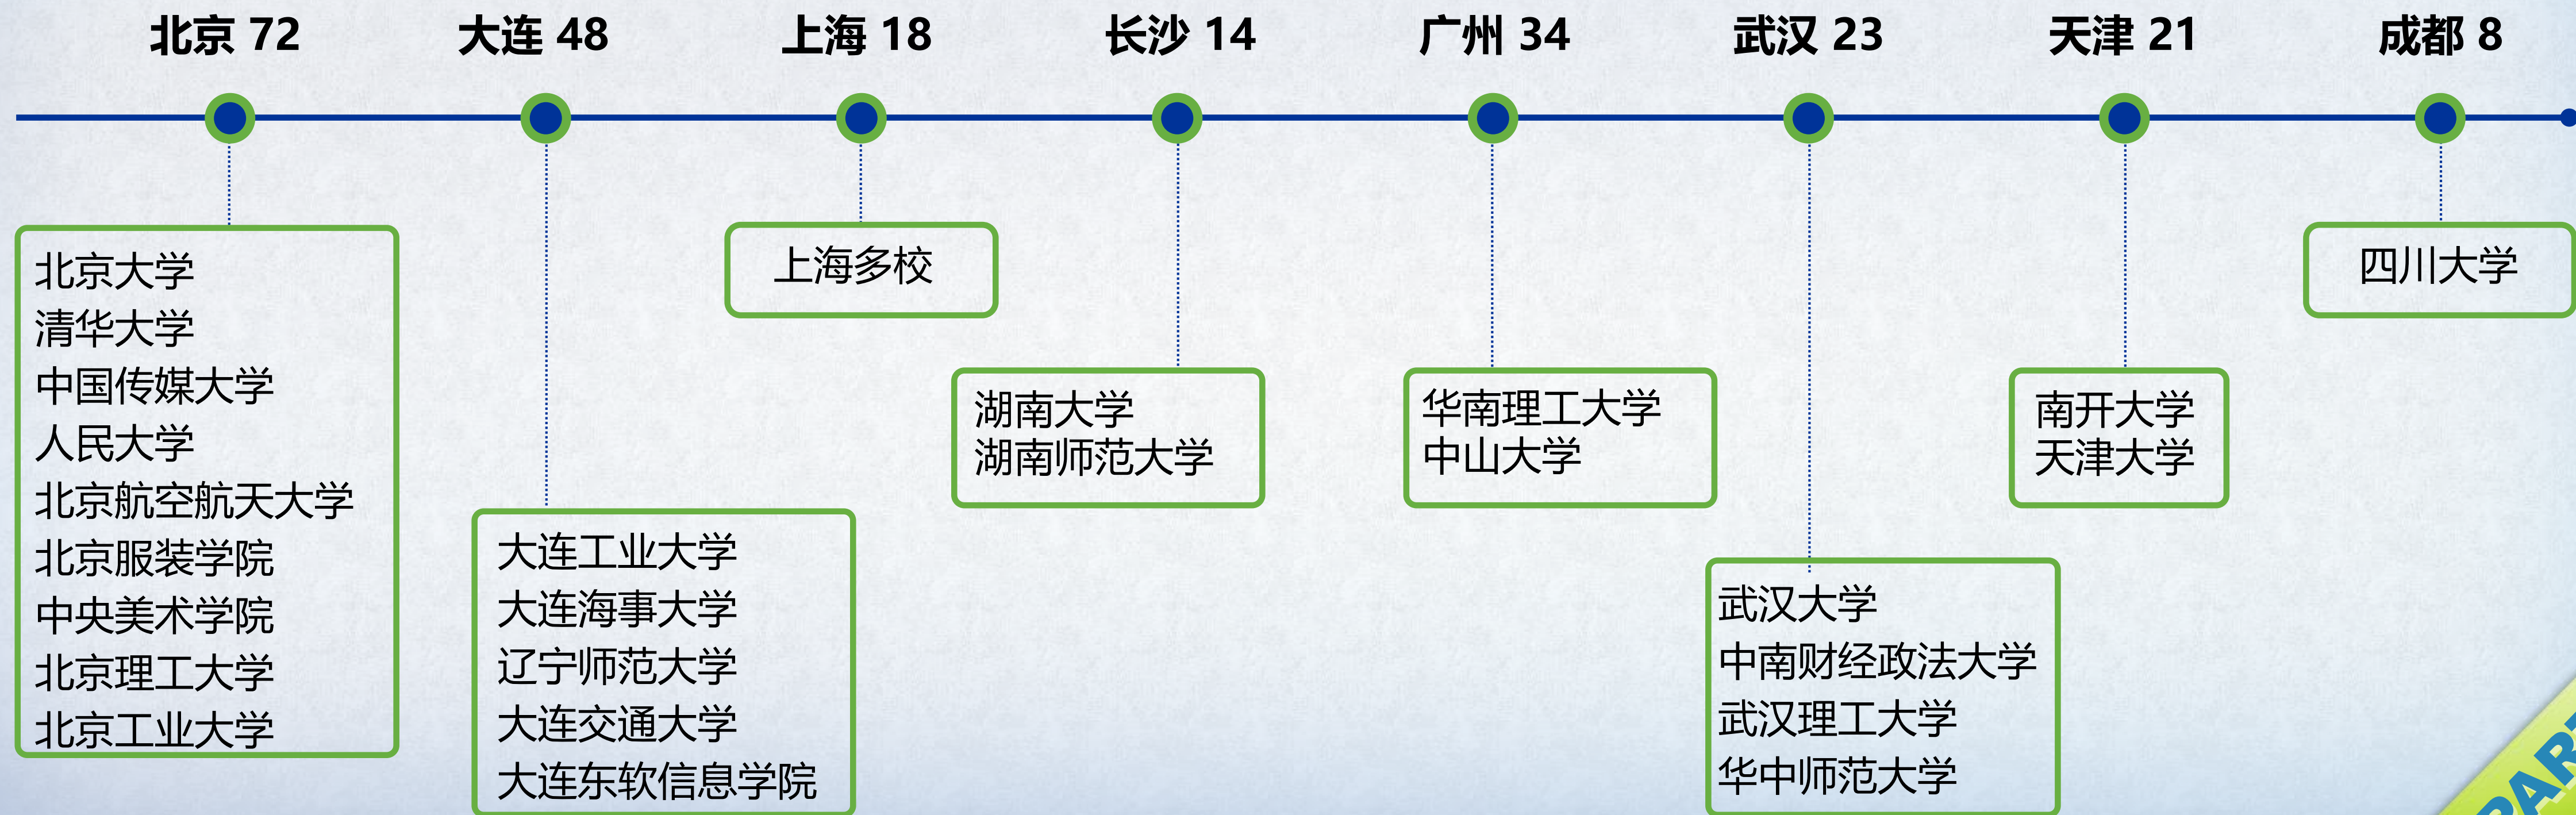 北京 72
大连 48
上海 18
长沙 14
广州 34
武汉 23
天津 21
成都 8
北京大学
清华大学
中国传媒大学
人民大学
北京航空航天大学
北京服装学院
中央美术学院
北京理工大学
北京工业大学
大连工业大学
大连海事大学
辽宁师范大学
大连交通大学
大连东软信息学院
上海多校
湖南大学
湖南师范大学
华南理工大学
中山大学
武汉大学
中南财经政法大学
武汉理工大学
华中师范大学
南开大学
天津大学
四川大学